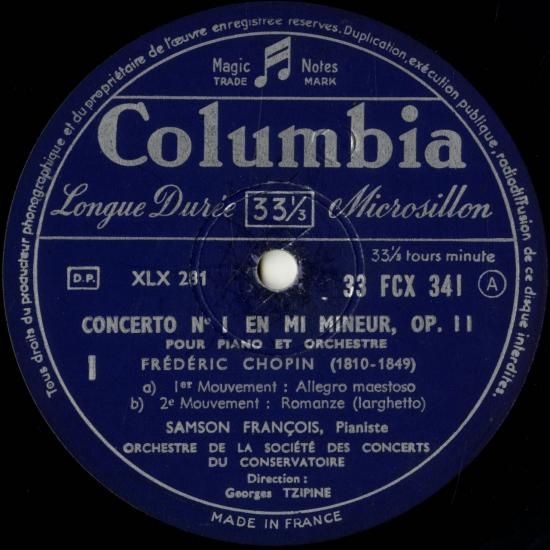 Tous droits du producteur phonographique et du propriétaire de l'œuvre enregistrée réservés. Duplication, exécution publique, radiodiffusion de ce disque interdites.
Magic Notes
TRADE MARK
Columbia
Longue Durée 33⅓ Microsillon
33⅓ tours minute
D.P. XLX 281 33 FCX 341 A
CONCERTO Nº 1 EN MI MINEUR, OP. 11
POUR PIANO ET ORCHESTRE
I FRÉDÉRIC CHOPIN (1810-1849)
a) 1er Mouvement : Allegro maestoso
b) 2e Mouvement : Romanze (larghetto)
SAMSON FRANÇOIS, Pianiste
ORCHESTRE DE LA SOCIÉTÉ DES CONCERTS
DU CONSERVATOIRE
Direction :
Georges TZIPINE
MADE IN FRANCE